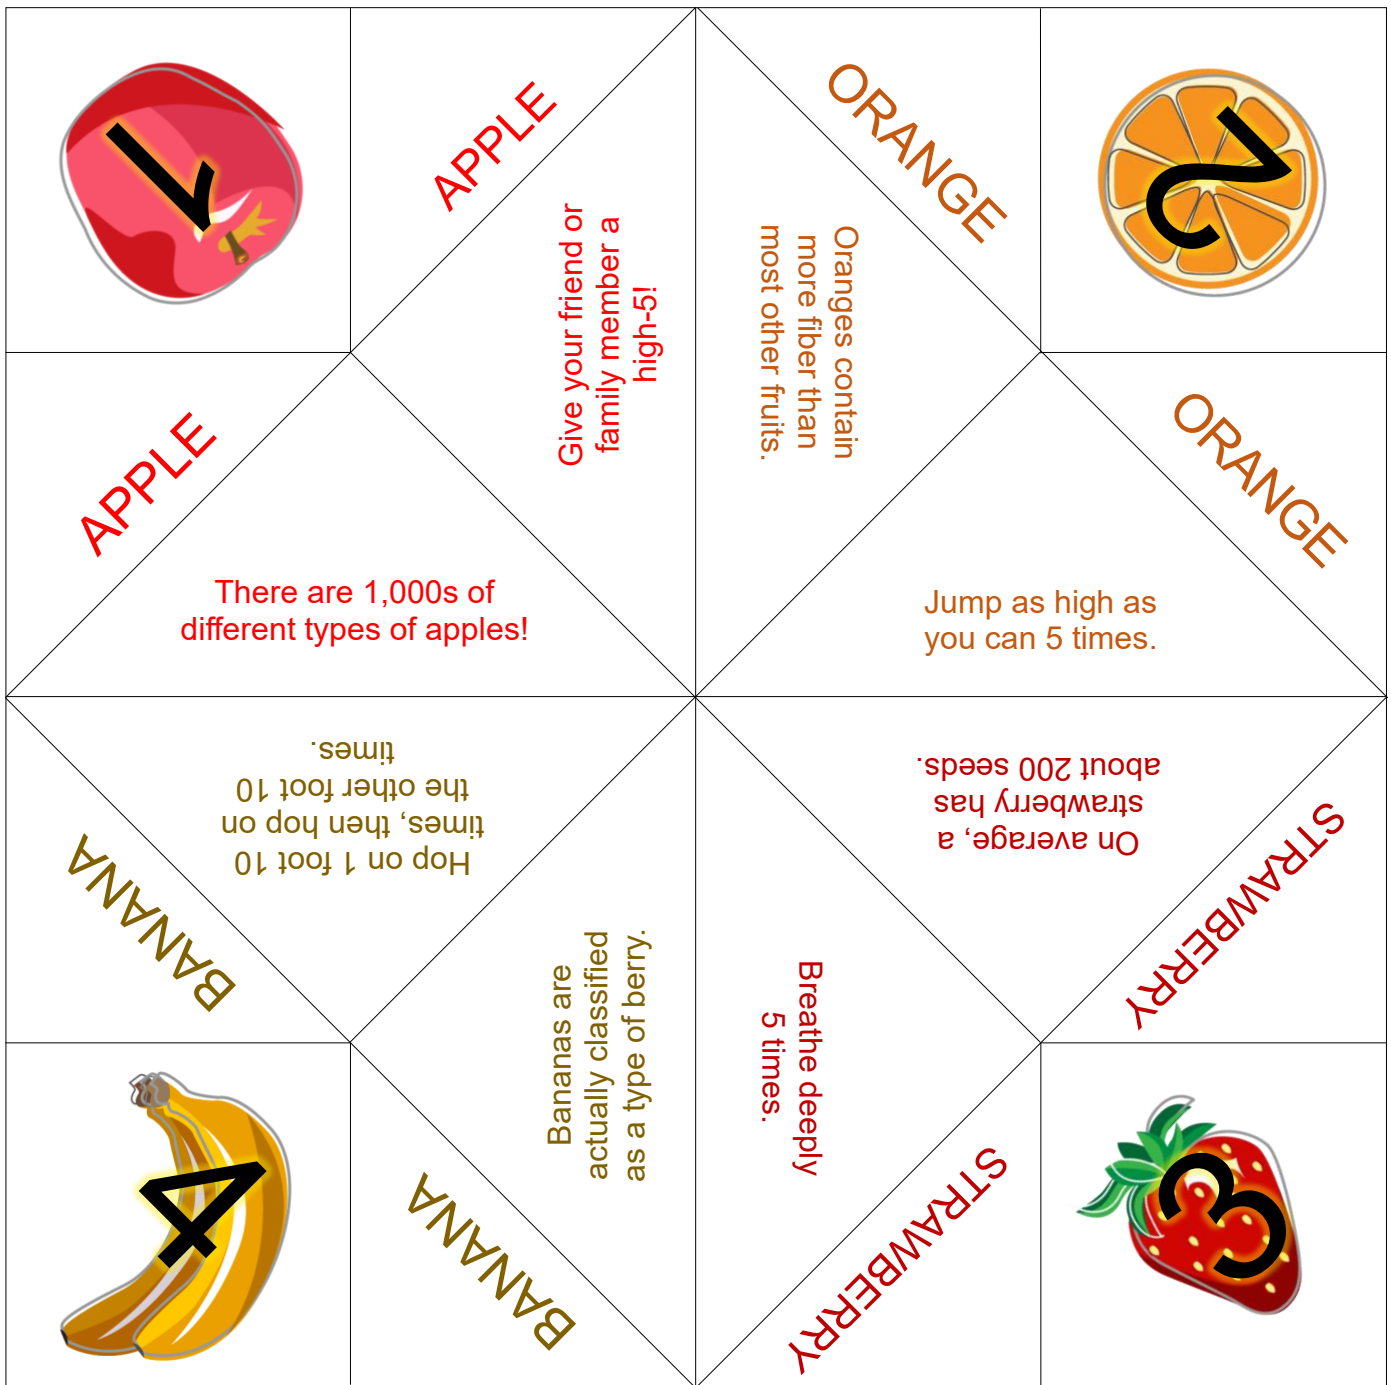 1
APPLE
ORANGE
2
Give your friend or
family member a
high-5!
Oranges contain
more fiber than
most other fruits.
APPLE
ORANGE
There are 1,000s of
different types of apples!
Jump as high as
you can 5 times.
Hop on 1 foot 10
times, then hop on
the other foot 10
times.
On average, a
strawberry has
about 200 seeds.
BANANA
STRAWBERRY
Bananas are
actually classified
as a type of berry.
Breathe deeply
5 times.
4
BANANA
STRAWBERRY
3